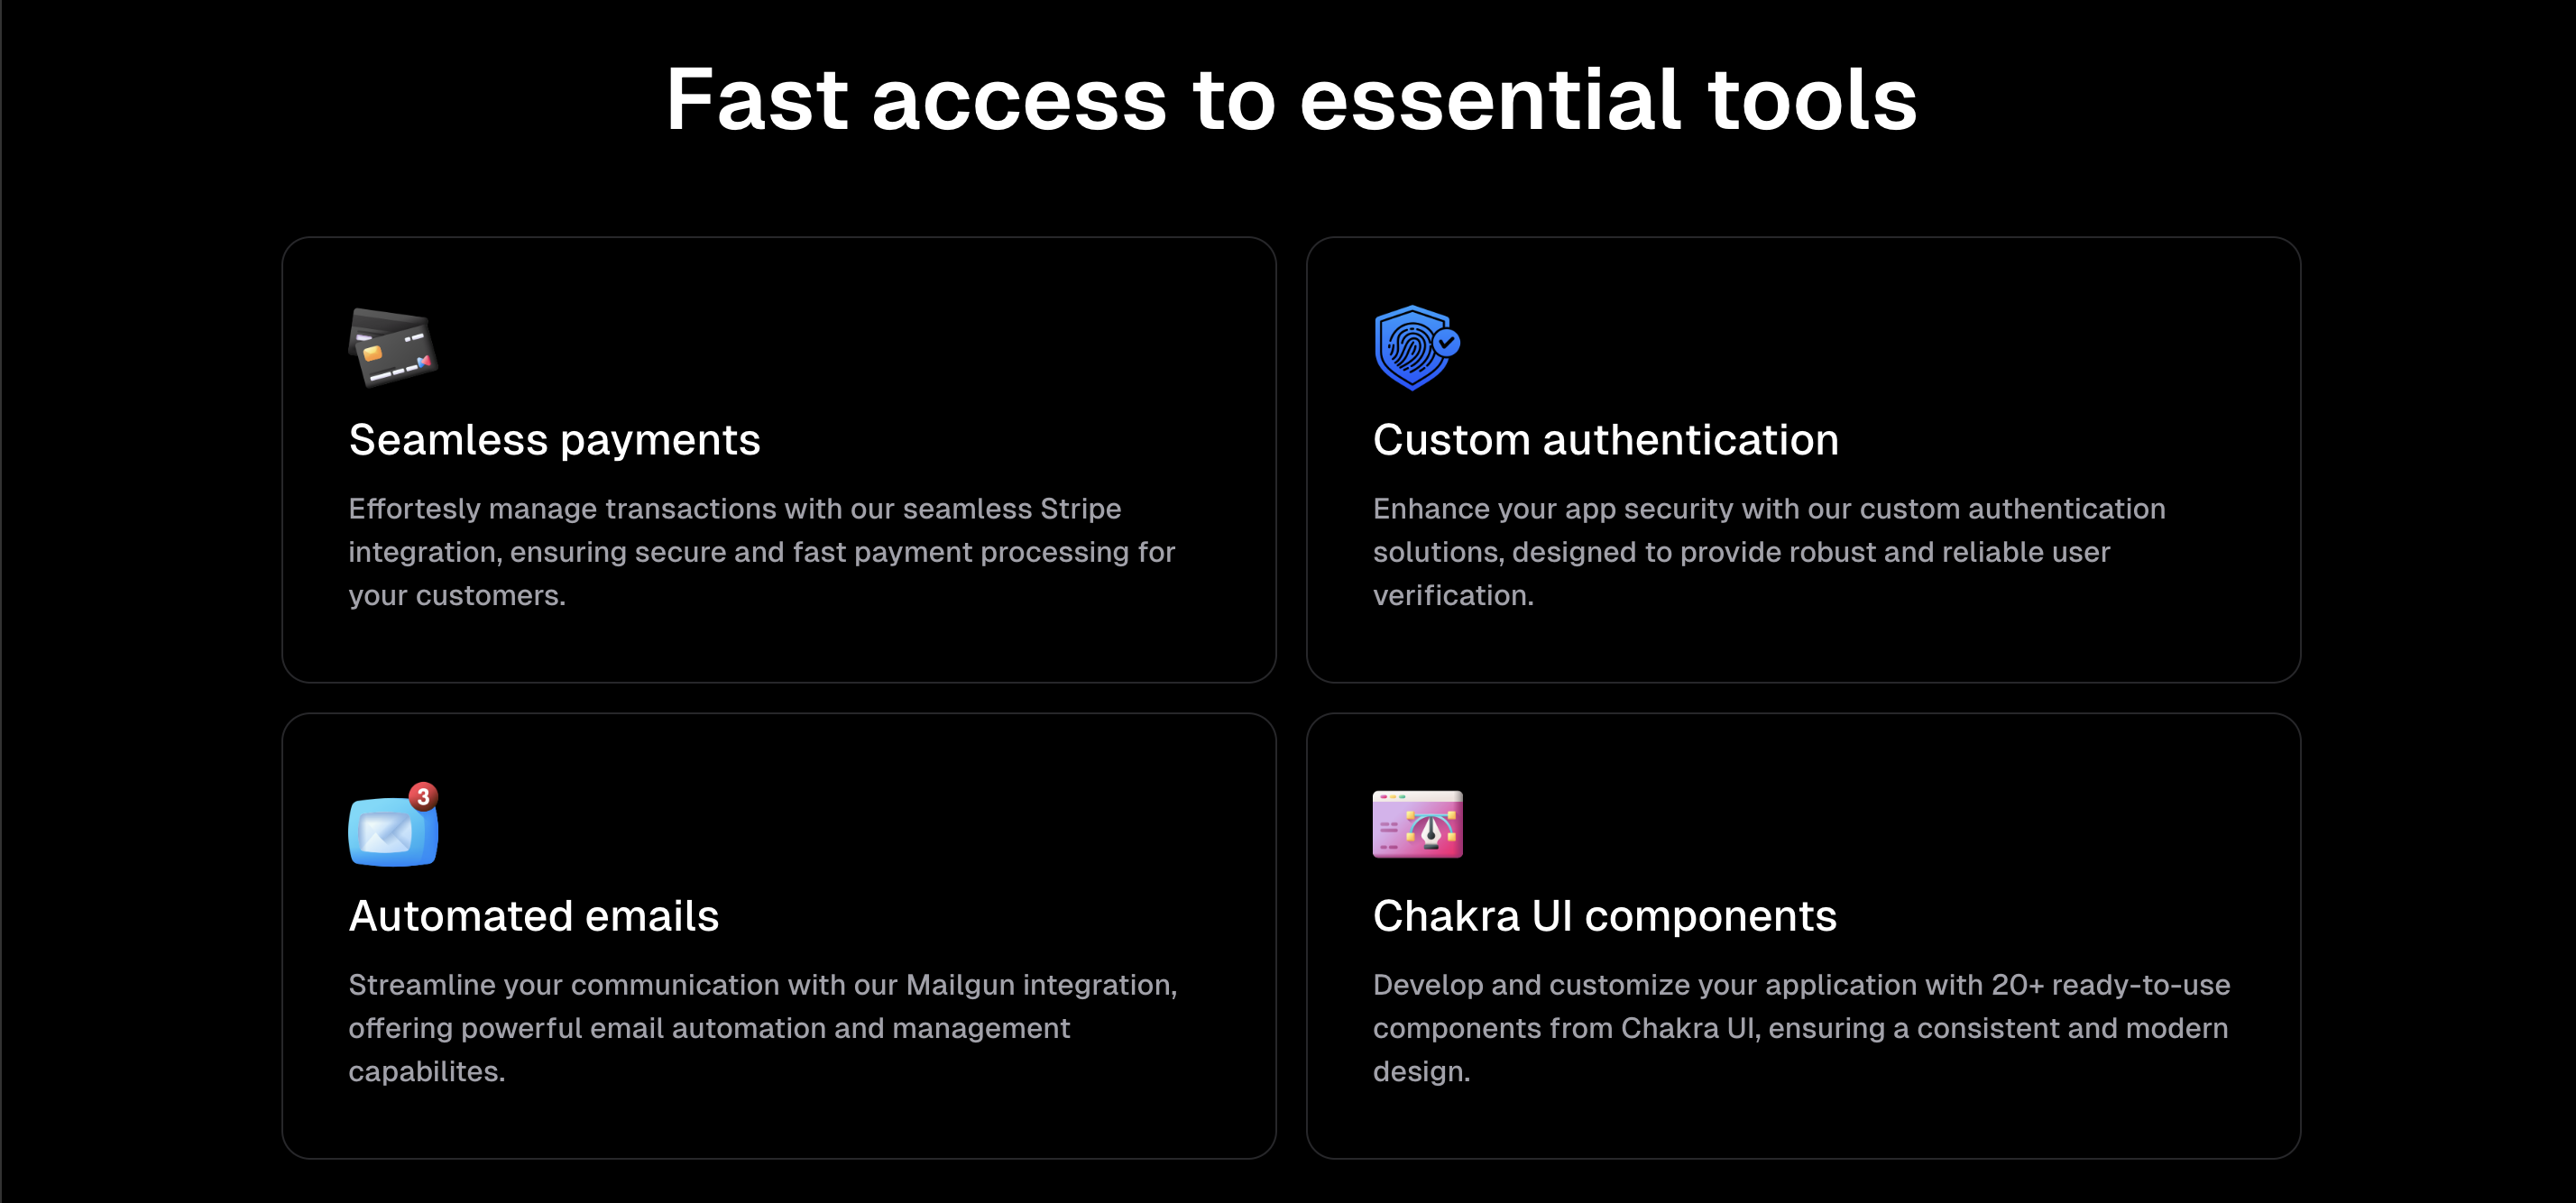 Fast access to essential tools
Seamless payments
Effortesly manage transactions with our seamless Stripe
integration, ensuring secure and fast payment processing for
your customers.
Custom authentication
Enhance your app security with our custom authentication
solutions, designed to provide robust and reliable user
verification.
3
Automated emails
Streamline your communication with our Mailgun integration,
offering powerful email automation and management
capabilites.
Chakra UI components
Develop and customize your application with 20+ ready-to-use
components from Chakra UI, ensuring a consistent and modern
design.